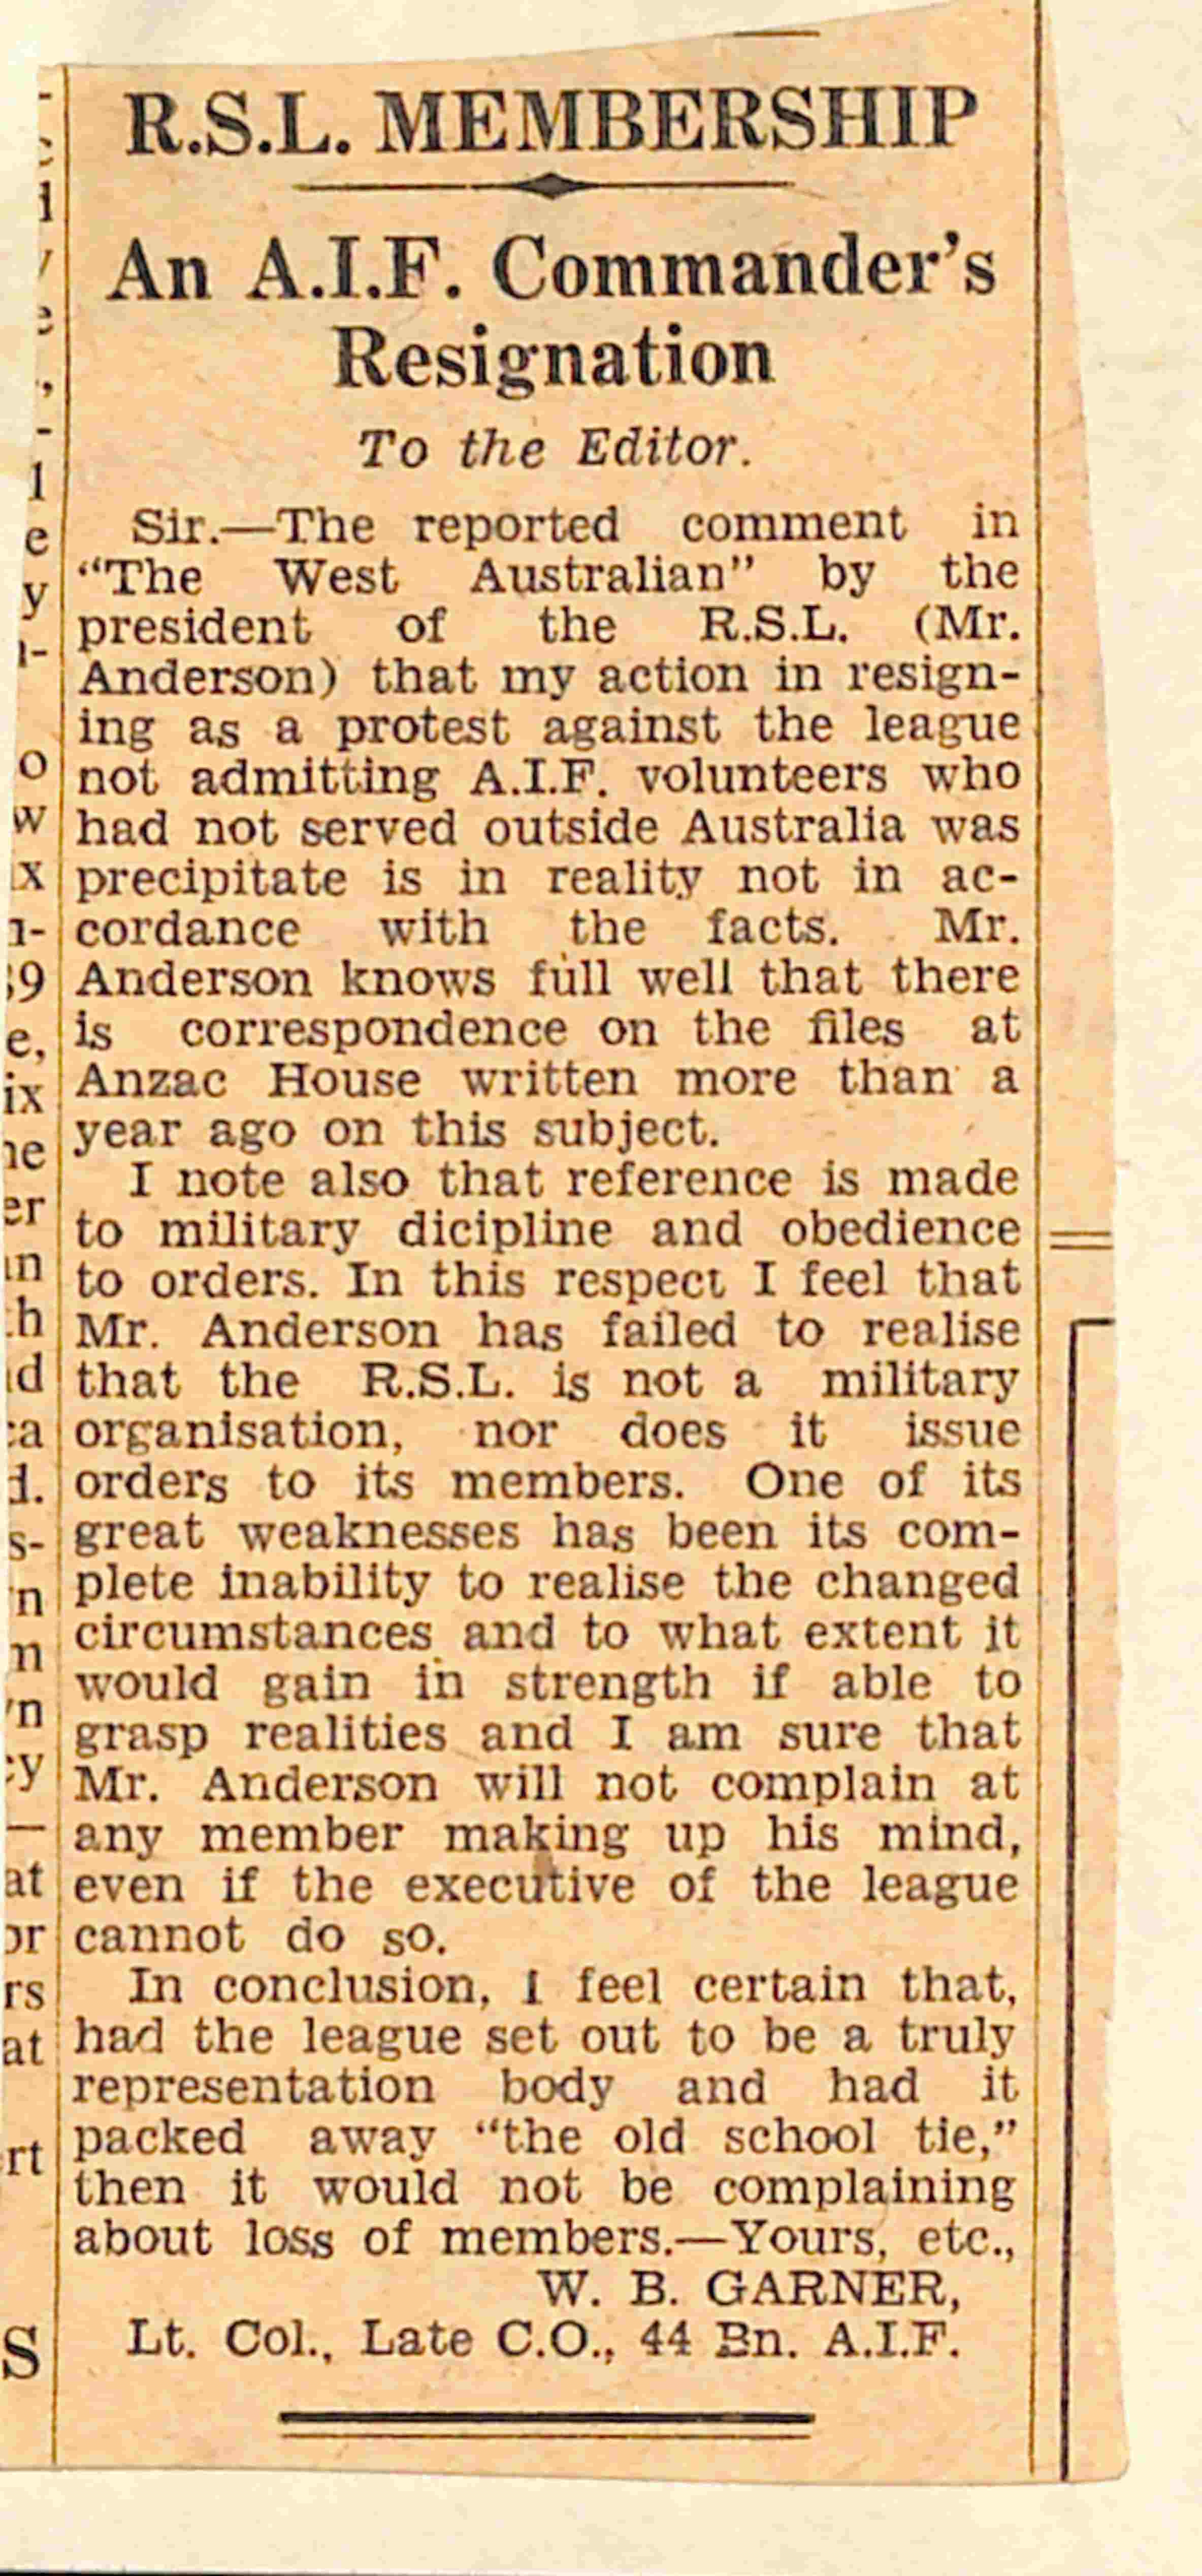 R.S.L. MEMBERSHIP
An A.I.F. Commander's
Resignation
To the Editor.
Sir.—The reported comment in
"The West Australian" by the
president of the R.S.L. (Mr.
Anderson) that my action in resign-
ing as a protest against the league
not admitting A.I.F. volunteers who
had not served outside Australia was
precipitate is in reality not in ac-
cordance with the facts. Mr.
Anderson knows full well that there
is correspondence on the files at
Anzac House written more than a
year ago on this subject.
I note also that reference is made
to military dicipline and obedience
to orders. In this respect I feel that
Mr. Anderson has failed to realise
that the R.S.L. is not a military
organisation, nor does it issue
orders to its members. One of its
great weaknesses has been its com-
plete inability to realise the changed
circumstances and to what extent it
would gain in strength if able to
grasp realities and I am sure that
Mr. Anderson will not complain at
any member making up his mind,
even if the executive of the league
cannot do so.
In conclusion, I feel certain that,
had the league set out to be a truly
representation body and had it
packed away "the old school tie,"
then it would not be complaining
about loss of members.—Yours, etc.,
W. B. GARNER,
Lt. Col., Late C.O., 44 Bn. A.I.F.